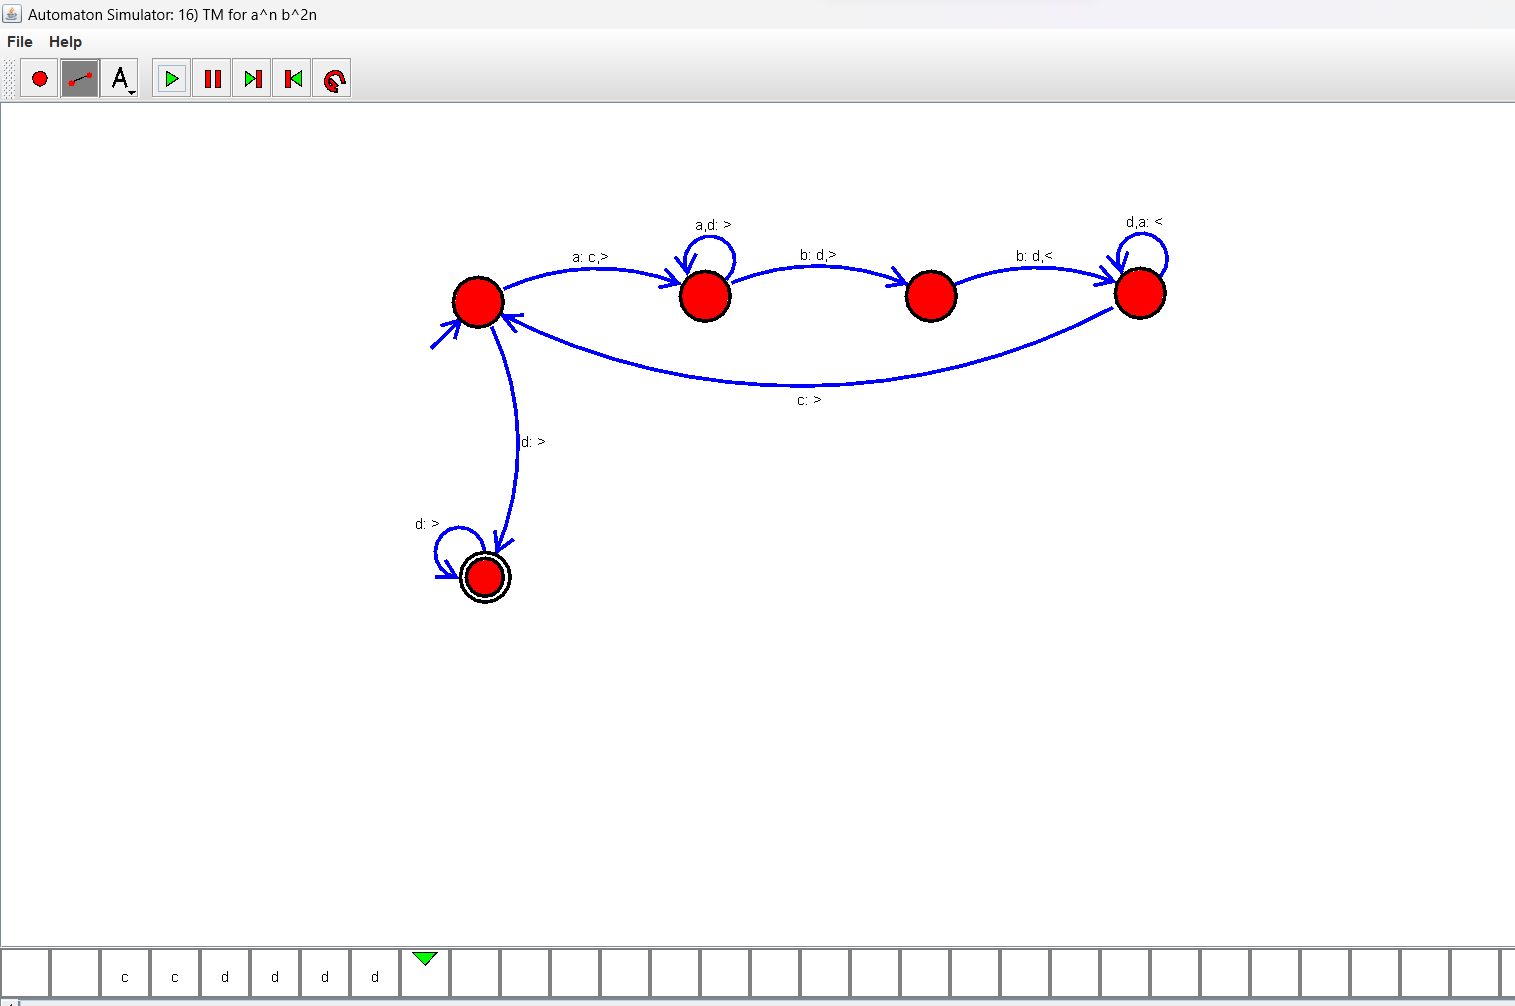 Automaton Simulator: 16) TM for a^n b^2n
File Help
A
a,d: >
d,a: <
a: c,>
b: d,>
b: d,<
c: >
d: >
d: >
c c d d d d